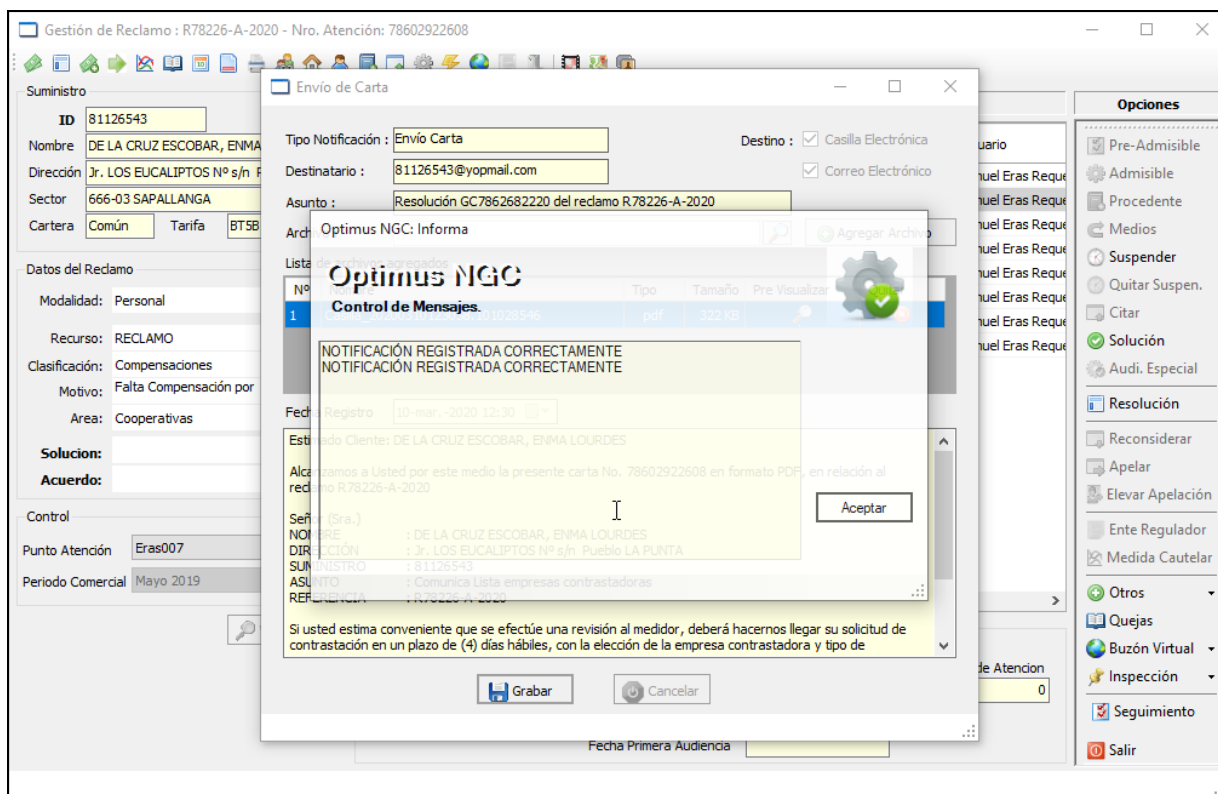 Gestión de Reclamo : R78226-A-2020 - Nro. Atención: 78602922608
Suministro
ID 81126543
Nombre DE LA CRUZ ESCOBAR, ENMA
Dirección Jr. LOS EUCALIPTOS Nº s/n P
Sector 666-03 SAPALLANGA
Cartera Común Tarifa BT5B
Datos del Reclamo
Modalidad: Personal
Recurso: RECLAMO
Clasificación: Compensaciones
Motivo: Falta Compensación por
Area: Cooperativas
Solucion:
Acuerdo:
Control
Punto Atención Eras007
Periodo Comercial Mayo 2019
Envío de Carta
Tipo Notificación : Envío Carta
Destino : Casilla Electrónica
Destinatario : 81126543@yopmail.com
Correo Electrónico
Asunto : Resolución GC7862682220 del reclamo R78226-A-2020
Agregar Archivo
Lista de archivos agregados
Nº Tipo Tamaño Pre Visualizar
1 pdf 322 KB
Optimus NGC: Informa
Optimus NGC
Control de Mensajes.
NOTIFICACIÓN REGISTRADA CORRECTAMENTE
NOTIFICACIÓN REGISTRADA CORRECTAMENTE
Aceptar
Fecha Registro 10-mar.-2020 12:30
Estimado Cliente: DE LA CRUZ ESCOBAR, ENMA LOURDES
Alcanzamos a Usted por este medio la presente carta No. 78602922608 en formato PDF, en relación al
reclamo R78226-A-2020
Señor (Sra.)
NOMBRE : DE LA CRUZ ESCOBAR, ENMA LOURDES
DIRECCIÓN : Jr. LOS EUCALIPTOS Nº s/n Pueblo LA PUNTA
SUMINISTRO : 81126543
ASUNTO : Comunica Lista empresas contrastadoras
REFERENCIA : R78226-A-2020
Si usted estima conveniente que se efectúe una revisión al medidor, deberá hacernos llegar su solicitud de
contrastación en un plazo de (4) días hábiles, con la elección de la empresa contrastadora y tipo de
Grabar Cancelar
Fecha Primera Audiencia
uario
nuel Eras Reque
nuel Eras Reque
nuel Eras Reque
nuel Eras Reque
nuel Eras Reque
nuel Eras Reque
nuel Eras Reque
nuel Eras Reque
de Atencion
0
Opciones
Pre-Admisible
Admisible
Procedente
Medios
Suspender
Quitar Suspen.
Citar
Solución
Audi. Especial
Resolución
Reconsiderar
Apelar
Elevar Apelación
Ente Regulador
Medida Cautelar
Otros
Quejas
Buzón Virtual
Inspección
Seguimiento
Salir